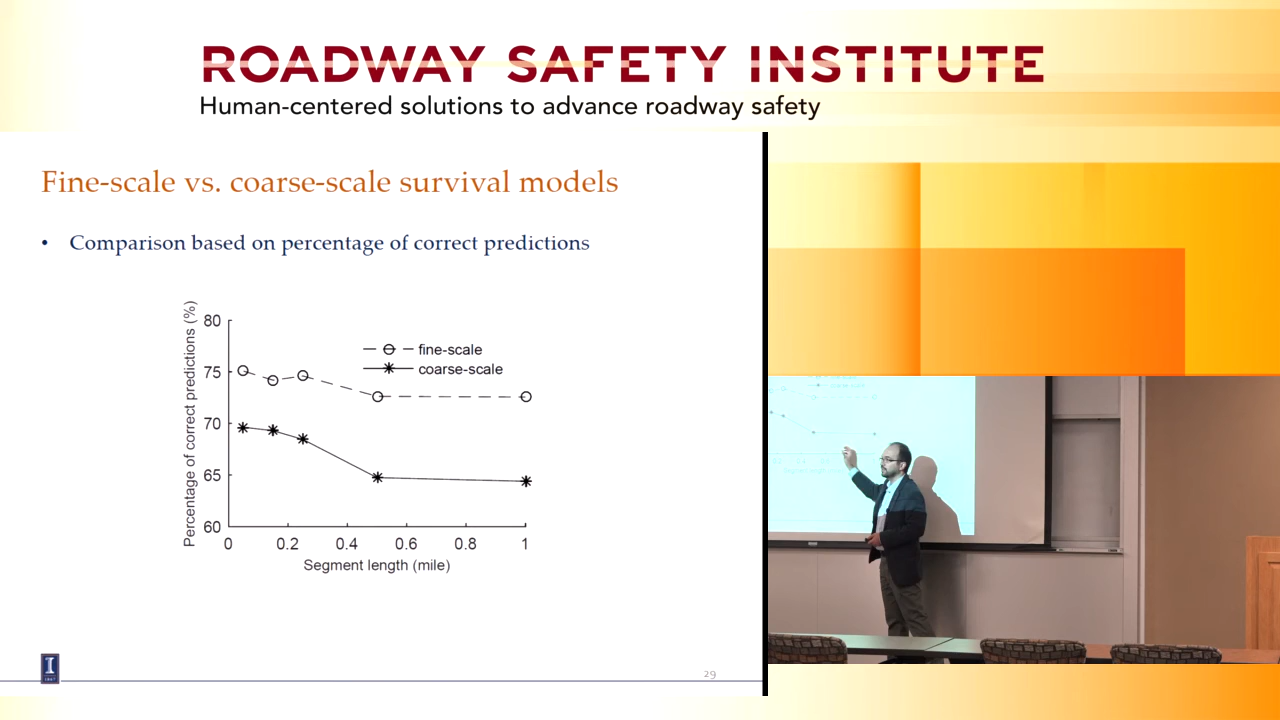 ROADWAY SAFETY INSTITUTE
Human-centered solutions to advance roadway safety
Fine-scale vs. coarse-scale survival models
• Comparison based on percentage of correct predictions
Percentage of correct predictions (%)
80
75
70
65
60
fine-scale
coarse-scale
0 0.2 0.4 0.6 0.8 1
Segment length (mile)
I
29